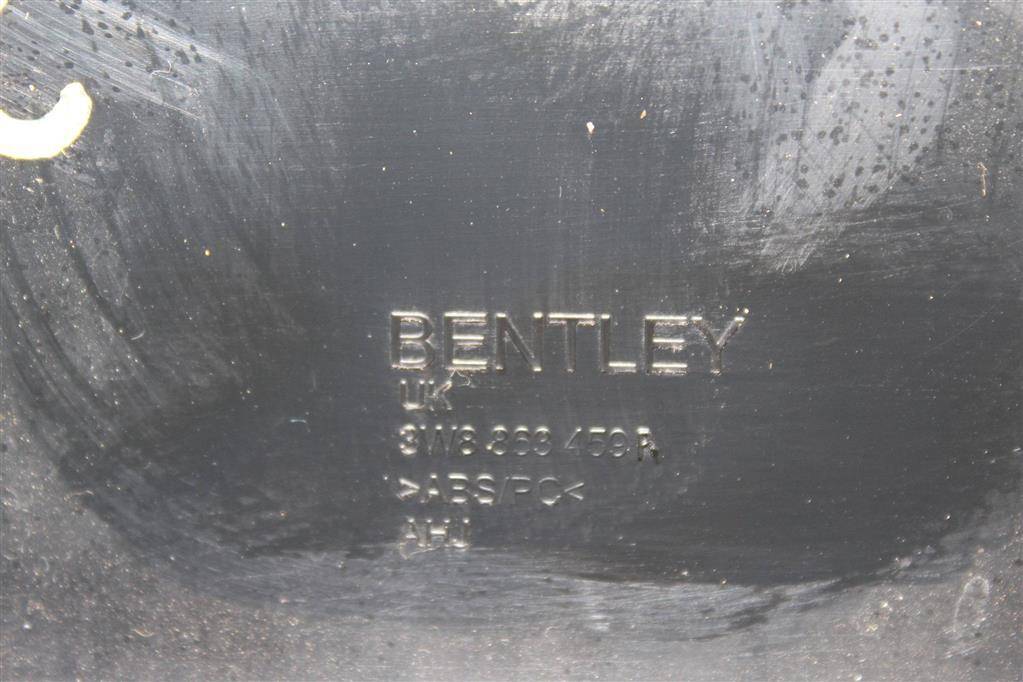 BENTLEY
UK
3W8 863 459 A
>ABS/PC<
AHJ